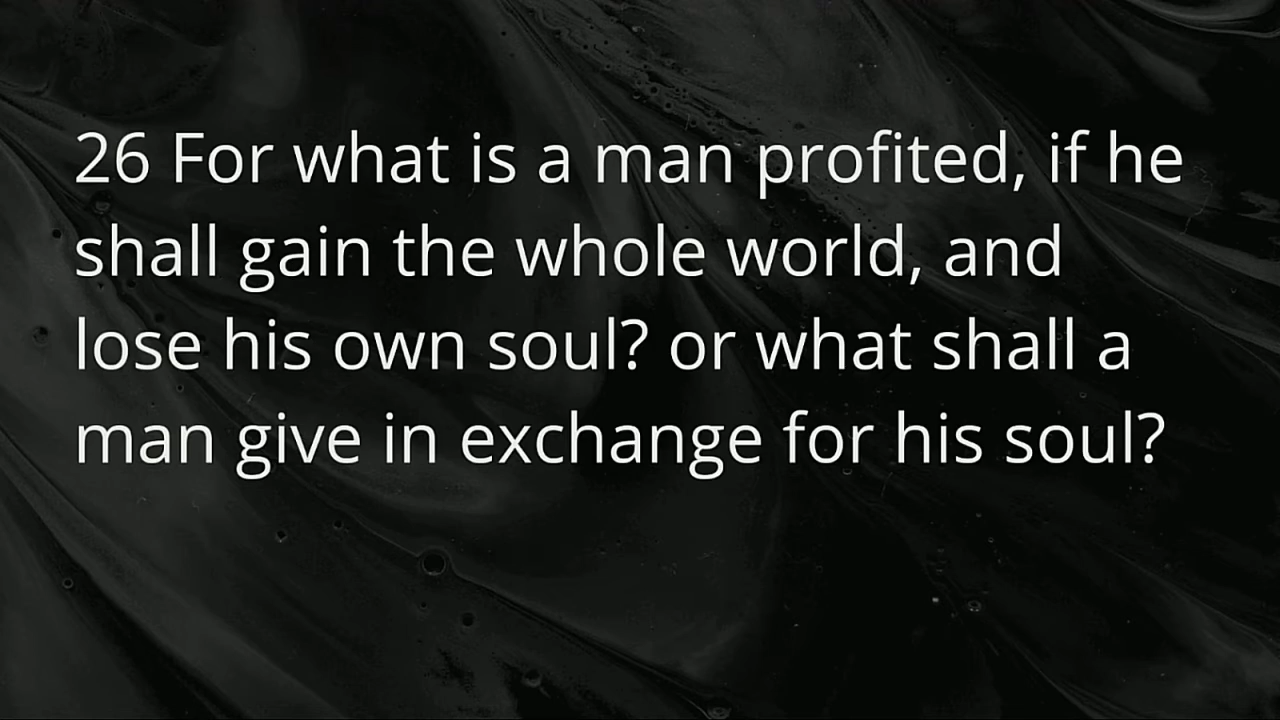 26 For what is a man profited, if he
shall gain the whole world, and
lose his own soul? or what shall a
man give in exchange for his soul?